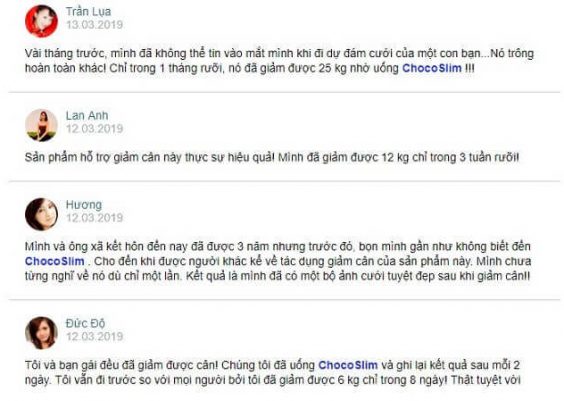 Trần Lụa
13.03.2019
Vài tháng trước, mình đã không thể tin vào mắt mình khi đi dự đám cưới của một con bạn...Nó trông
hoàn toàn khác! Chỉ trong 1 tháng rưỡi, nó đã giảm được 25 kg nhờ uống ChocoSlim !!!
Lan Anh
12.03.2019
Sản phẩm hỗ trợ giảm cân này thực sự hiệu quả! Mình đã giảm được 12 kg chỉ trong 3 tuần rưỡi!
Hương
12.03.2019
Mình và ông xã kết hôn đến nay đã được 3 năm nhưng trước đó, bọn mình gần như không biết đến
ChocoSlim . Cho đến khi được người khác kể về tác dụng giảm cân của sản phẩm này. Mình chưa
từng nghĩ về nó dù chỉ một lần. Kết quả là mình đã có một bộ ảnh cưới tuyệt đẹp sau khi giảm cân!!
Đức Độ
12.03.2019
Tôi và bạn gái đều đã giảm được cân! Chúng tôi đã uống ChocoSlim và ghi lại kết quả sau mỗi 2
ngày. Tôi vẫn đi trước so với mọi người bởi tôi đã giảm được 6 kg chỉ trong 8 ngày! Thật tuyệt vời